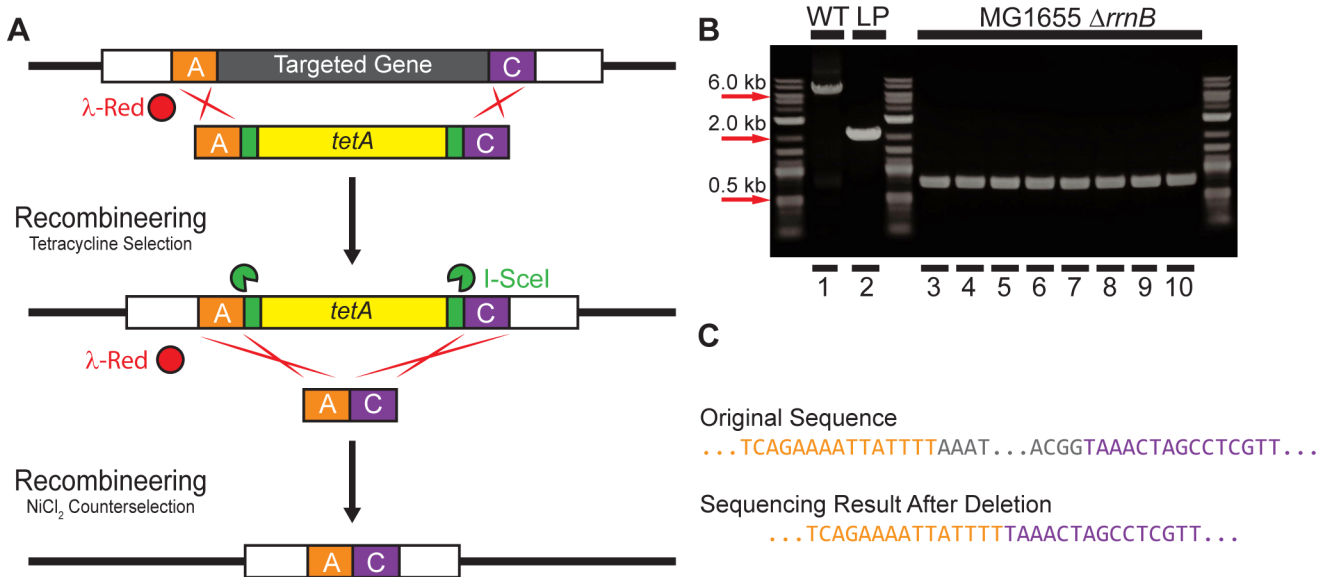 A
A
Targeted Gene
C
λ-Red
A
tetA
C
Recombineering
Tetracycline Selection
I-SceI
A
tetA
C
λ-Red
A
C
Recombineering
NiCl₂ Counterselection
A
C
B
WT LP MG1655 ΔrrnB
6.0 kb
2.0 kb
0.5 kb
1 2 3 4 5 6 7 8 9 10
C
Original Sequence
...TCAGAAAATTATTTTAAAT...ACGGTAAACTAGCCTCGTT...
Sequencing Result After Deletion
...TCAGAAAATTATTTTTAAACTAGCCTCGTT...